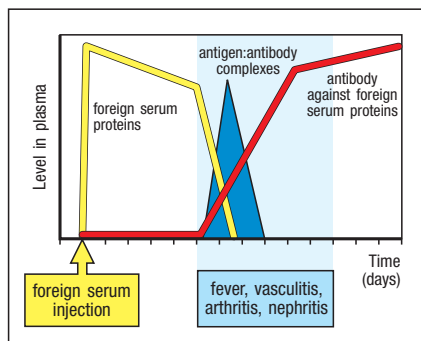 Level in plasma
foreign serum
proteins
antigen:antibody
complexes
antibody
against foreign
serum proteins
Time
(days)
foreign serum
injection
fever, vasculitis,
arthritis, nephritis